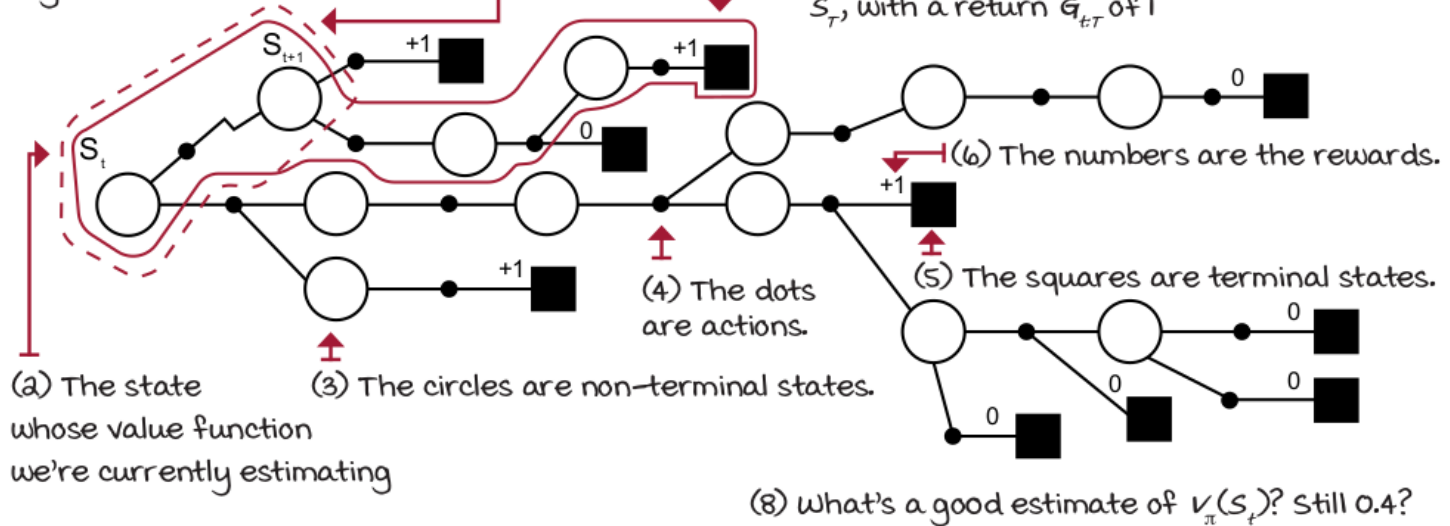 S_T, with a return G_{t:T} of 1
S_{t+1}
+1
+1
0
S_t
0
(6) The numbers are the rewards.
+1
+1
(5) The squares are terminal states.
(4) The dots
are actions.
0
0
0
0
(2) The state
whose value function
we're currently estimating
(3) The circles are non-terminal states.
(8) What's a good estimate of v_π(S_t)? Still 0.4?